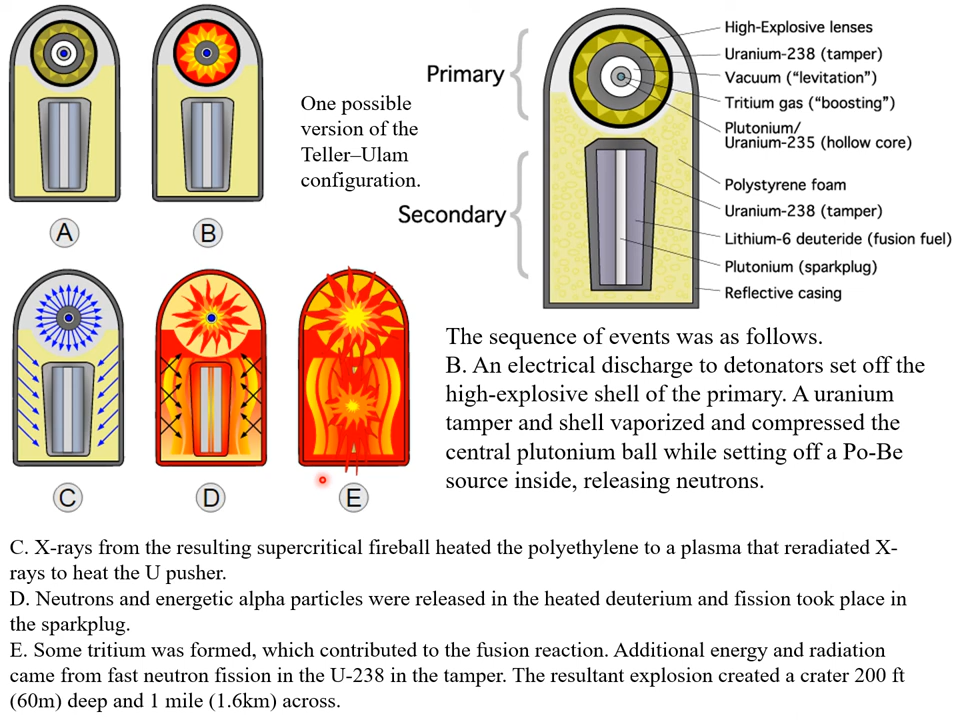 High-Explosive lenses
Uranium-238 (tamper)
Primary
Vacuum (“levitation”)
Tritium gas (“boosting”)
Plutonium/
Uranium-235 (hollow core)
One possible
version of the
Teller–Ulam
configuration.
Polystyrene foam
Secondary
Uranium-238 (tamper)
Lithium-6 deuteride (fusion fuel)
Plutonium (sparkplug)
Reflective casing
A
B
The sequence of events was as follows.
B. An electrical discharge to detonators set off the
high-explosive shell of the primary. A uranium
tamper and shell vaporized and compressed the
central plutonium ball while setting off a Po-Be
source inside, releasing neutrons.
C
D
E
C. X-rays from the resulting supercritical fireball heated the polyethylene to a plasma that reradiated X-
rays to heat the U pusher.
D. Neutrons and energetic alpha particles were released in the heated deuterium and fission took place in
the sparkplug.
E. Some tritium was formed, which contributed to the fusion reaction. Additional energy and radiation
came from fast neutron fission in the U-238 in the tamper. The resultant explosion created a crater 200 ft
(60m) deep and 1 mile (1.6km) across.